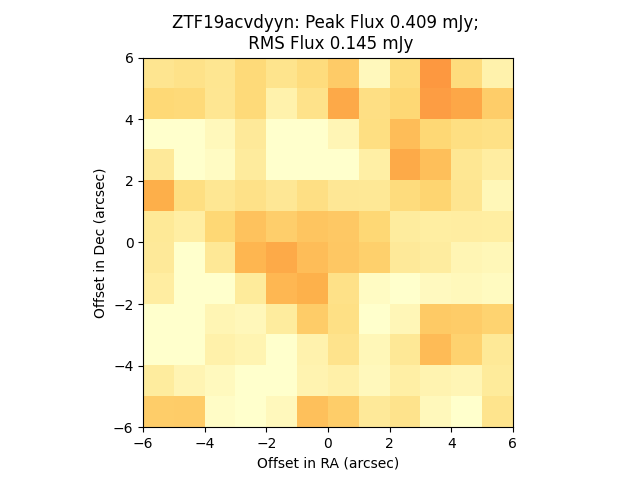 ZTF19acvdyyn: Peak Flux 0.409 mJy;
RMS Flux 0.145 mJy
6
4
2
0
−2
−4
−6
Offset in Dec (arcsec)
−6 −4 −2 0 2 4 6
Offset in RA (arcsec)